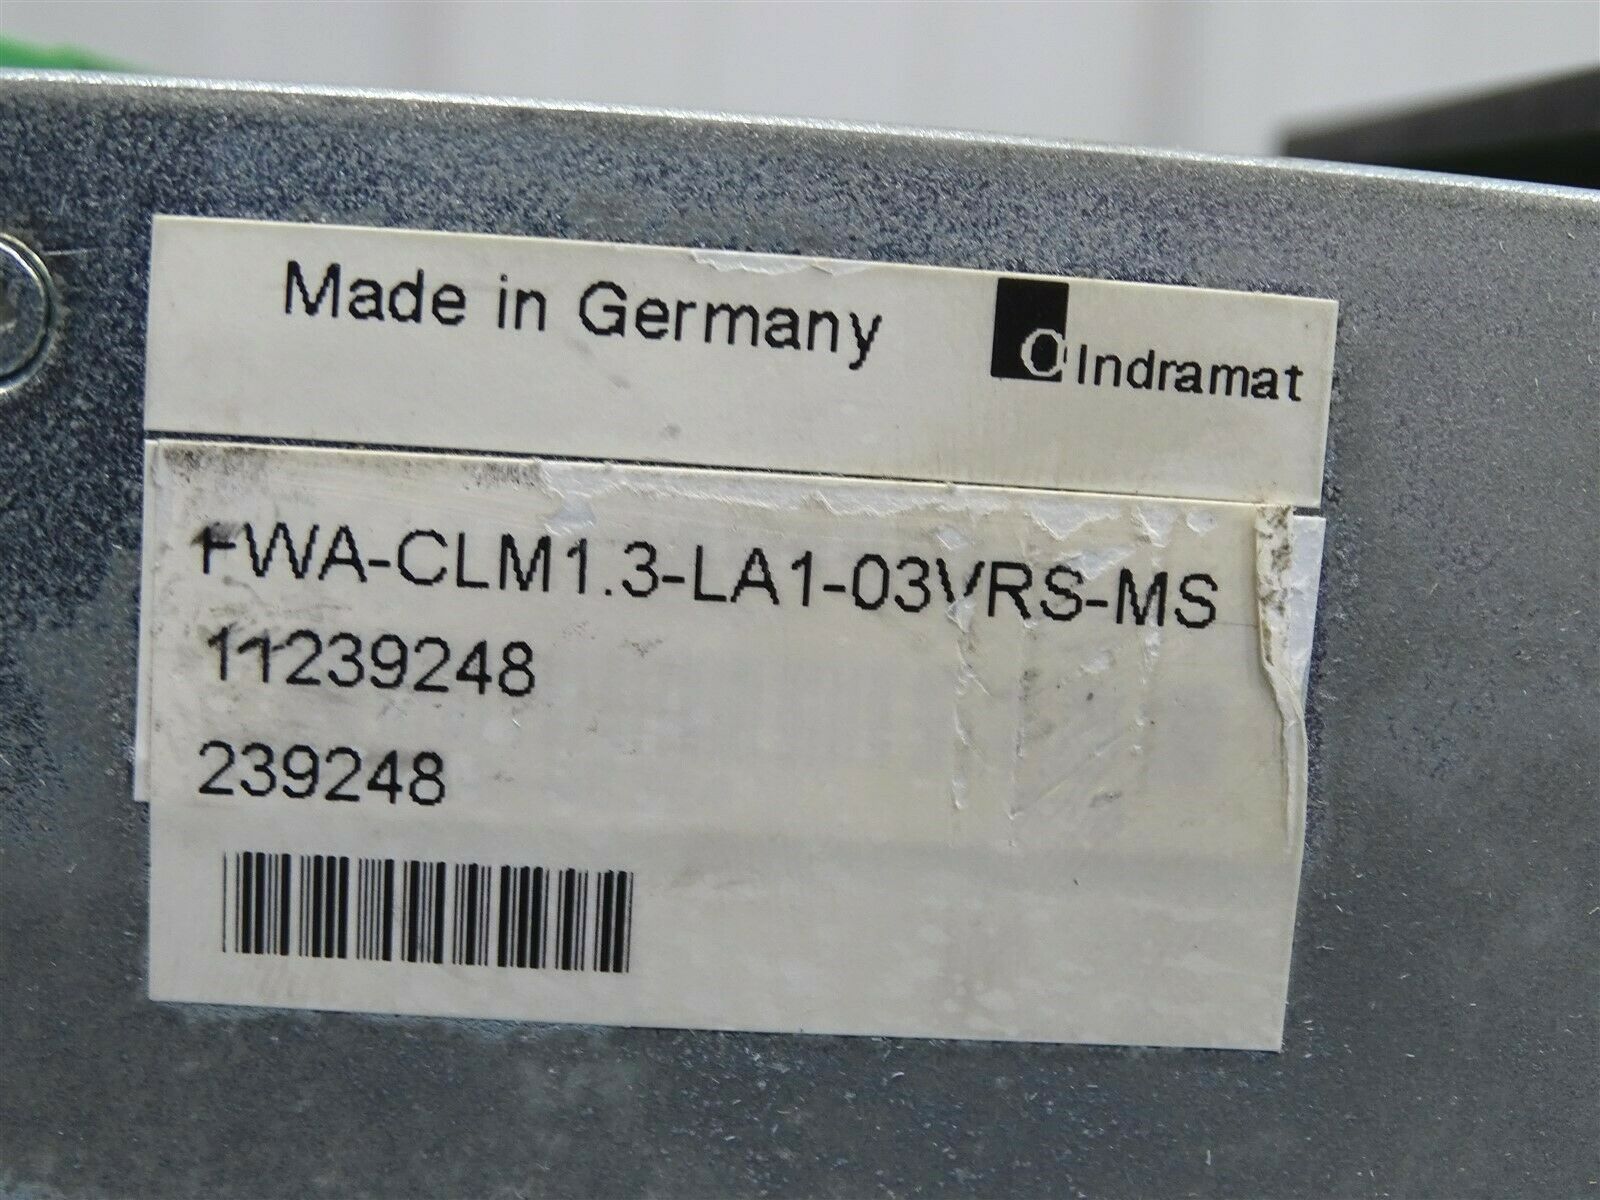 Made in Germany
Indramat
FWA-CLM1.3-LA1-03VRS-MS
11239248
239248